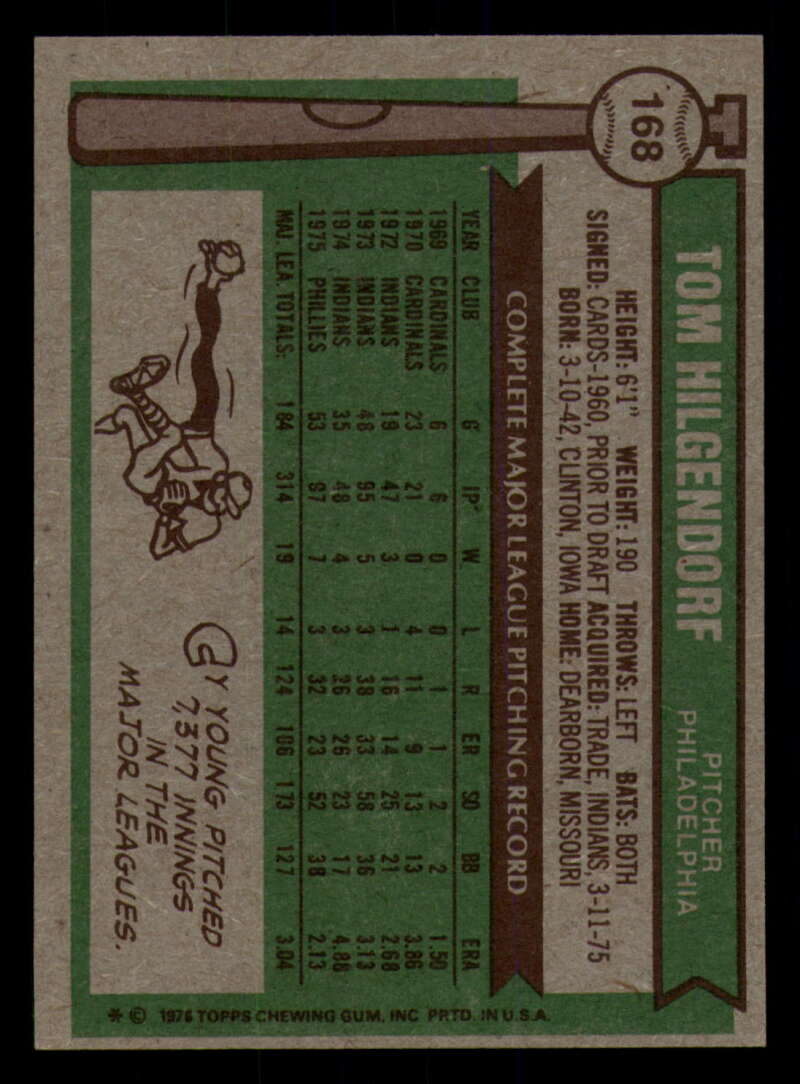 168
TOM HILGENDORF
PITCHER
PHILADELPHIA
HEIGHT: 6'1" WEIGHT: 190 THROWS: LEFT BATS: BOTH
SIGNED: CARDS-1960, PRIOR TO DRAFT ACQUIRED: TRADE, INDIANS, 3-11-75
BORN: 3-10-42, CLINTON, IOWA HOME: DEARBORN, MISSOURI
COMPLETE MAJOR LEAGUE PITCHING RECORD
YEAR CLUB G IP W L R ER SO BB ERA
1969 CARDINALS 6 6 0 0 1 1 2 2 1.50
1970 CARDINALS 23 21 0 4 11 9 13 13 3.86
1972 INDIANS 19 47 3 1 16 14 25 21 2.68
1973 INDIANS 48 95 5 3 38 33 58 36 3.13
1974 INDIANS 35 48 4 3 26 26 23 17 4.88
1975 PHILLIES 53 97 7 3 32 23 52 38 2.13
MAJ. LEA. TOTALS: 184 314 19 14 124 106 173 127 3.04
CY YOUNG PITCHED
7,377 INNINGS
IN THE
MAJOR LEAGUES.
* © 1976 TOPPS CHEWING GUM, INC PRTD. IN U.S.A.